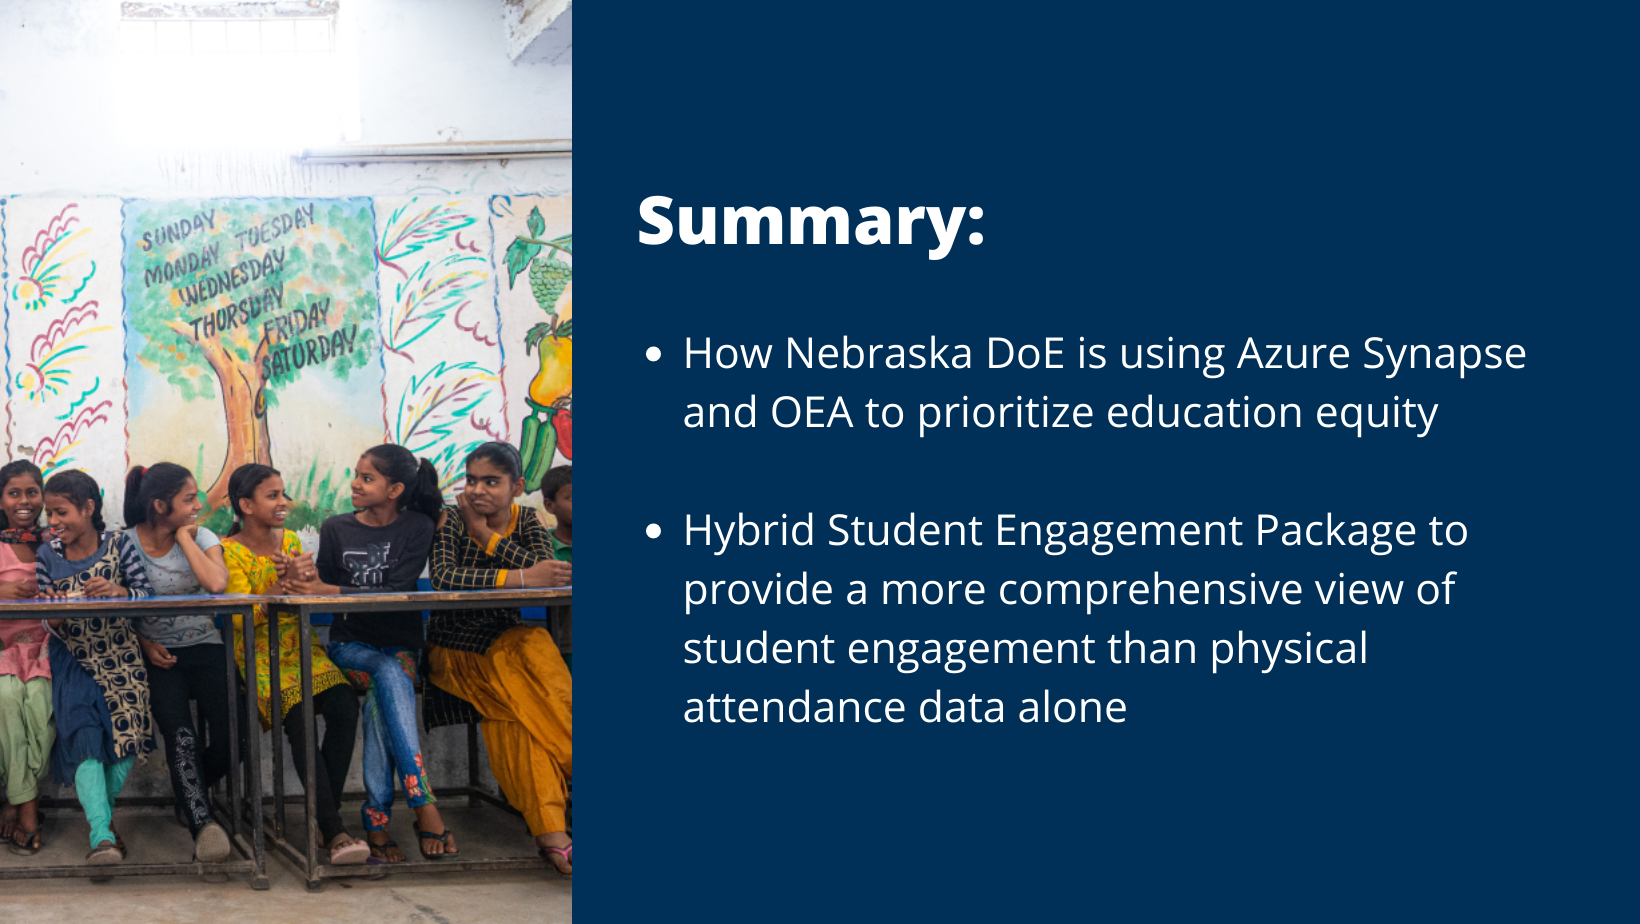 SUNDAY
MONDAY TUESDAY
WEDNESDAY
THORSDAY
FRIDAY
SATURDAY
Summary:
• How Nebraska DoE is using Azure Synapse
and OEA to prioritize education equity
• Hybrid Student Engagement Package to
provide a more comprehensive view of
student engagement than physical
attendance data alone